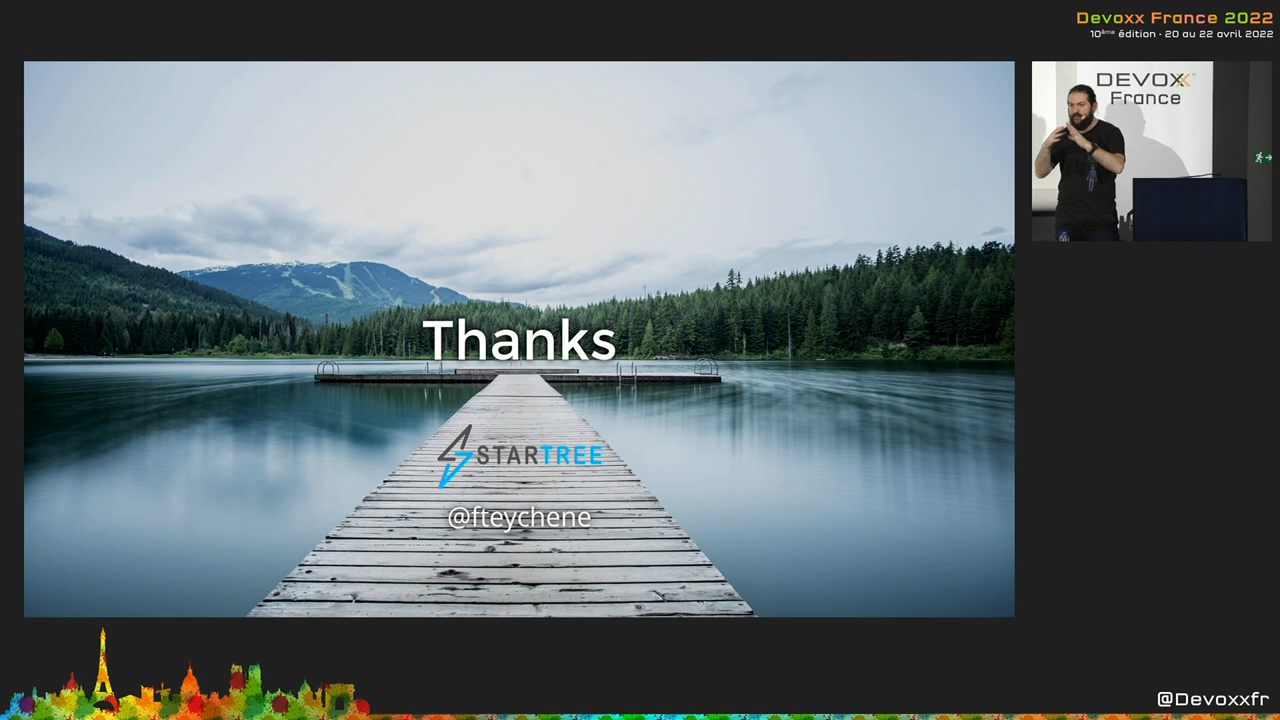 Devoxx France 2022
10ème édition · 20 au 22 avril 2022
DEVOXX
France
Thanks
STARTREE
@fteychene
@Devoxxfr